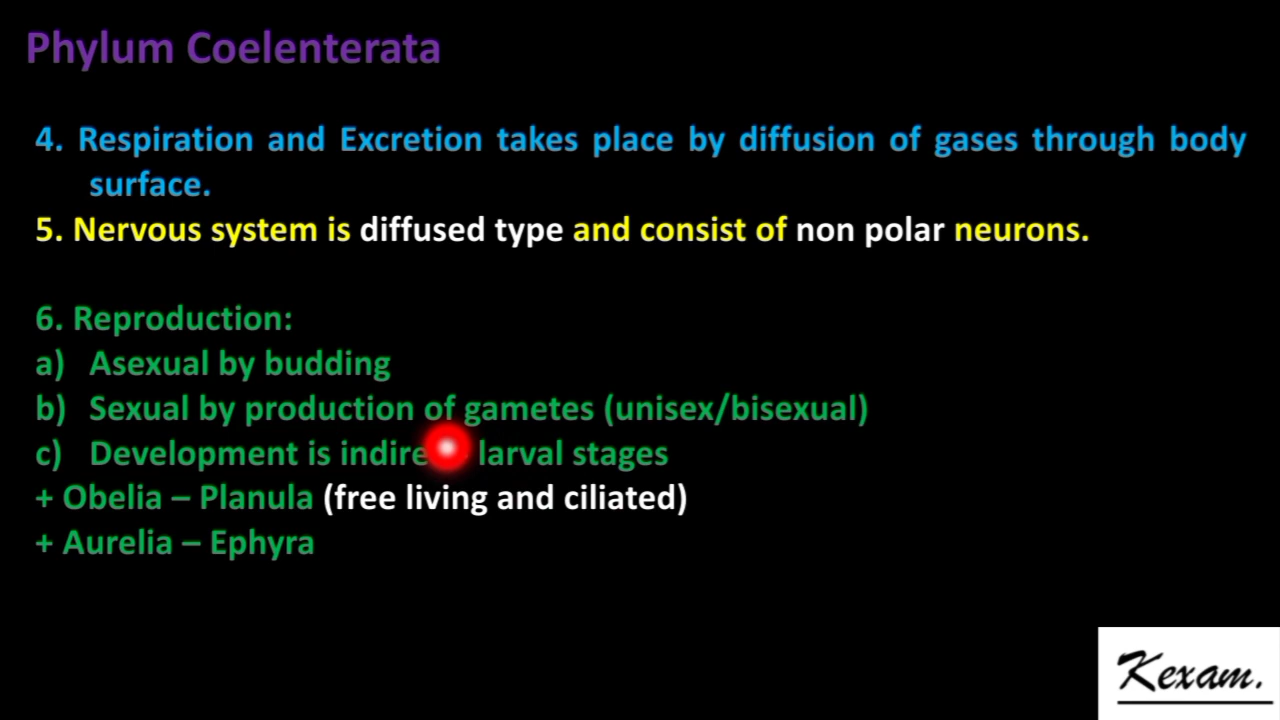 Phylum Coelenterata
4. Respiration and Excretion takes place by diffusion of gases through body
surface.
5. Nervous system is diffused type and consist of non polar neurons.
6. Reproduction:
a) Asexual by budding
b) Sexual by production of gametes (unisex/bisexual)
c) Development is larval stages
+ Obelia – Planula (free living and ciliated)
+ Aurelia – Ephyra
Kexam.